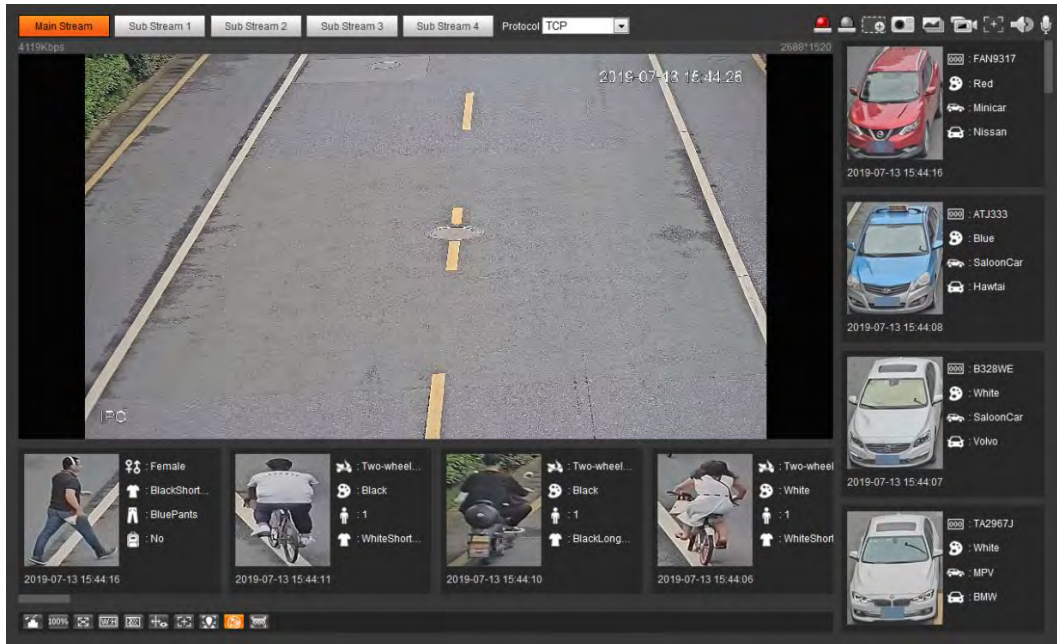 Main Stream
Sub Stream 1
Sub Stream 2
Sub Stream 3
Sub Stream 4
Protocol TCP
4119Kbps
2688*1520
2019-07-13 15:44:26
IPC
: FAN9317
: Red
: Minicar
: Nissan
2019-07-13 15:44:16
: ATJ333
: Blue
: SaloonCar
: Hawtai
2019-07-13 15:44:08
: B328WE
: White
: SaloonCar
: Volvo
2019-07-13 15:44:07
: TA2967J
: White
: MPV
: BMW
: Female
: BlackShort...
: BluePants
: No
2019-07-13 15:44:16
: Two-wheel...
: Black
: 1
: WhiteShort...
2019-07-13 15:44:11
: Two-wheel...
: Black
: 1
: BlackLong...
2019-07-13 15:44:10
: Two-wheel
: White
: 1
: WhiteShort
2019-07-13 15:44:06
100%
W:H